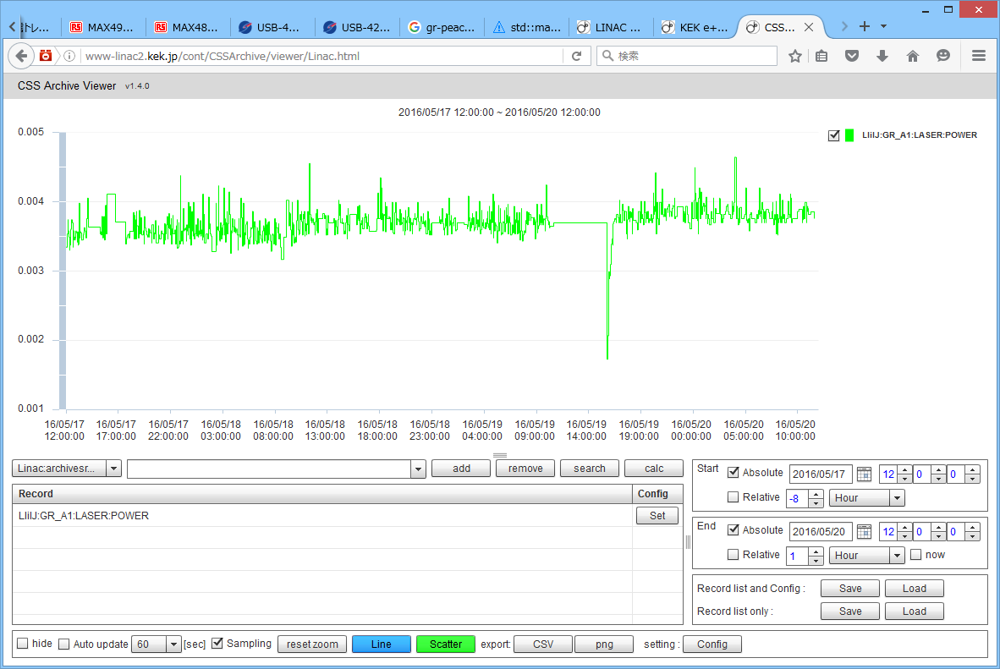 トレ...
MAX49...
MAX48...
USB-4...
USB-42...
gr-peac...
std::ma...
LINAC ...
KEK e+...
CSS...
www-linac2.kek.jp/cont/CSSArchive/viewer/Linac.html
検索
CSS Archive Viewer v1.4.0
2016/05/17 12:00:00 ~ 2016/05/20 12:00:00
LIiIJ:GR_A1:LASER:POWER
0.005
0.004
0.003
0.002
0.001
16/05/17 16/05/17 16/05/17 16/05/18 16/05/18 16/05/18 16/05/18 16/05/18 16/05/19 16/05/19 16/05/19 16/05/19 16/05/20 16/05/20 16/05/20
12:00:00 17:00:00 22:00:00 03:00:00 08:00:00 13:00:00 18:00:00 23:00:00 04:00:00 09:00:00 14:00:00 19:00:00 00:00:00 05:00:00 10:00:00
Linac:archivesr... add remove search calc
Record Config
LIiIJ:GR_A1:LASER:POWER Set
Start Absolute 2016/05/17 12 0 0
Relative -8 Hour
End Absolute 2016/05/20 12 0 0
Relative 1 Hour now
Record list and Config : Save Load
Record list only : Save Load
hide Auto update 60 [sec] Sampling reset zoom Line Scatter export: CSV png setting : Config